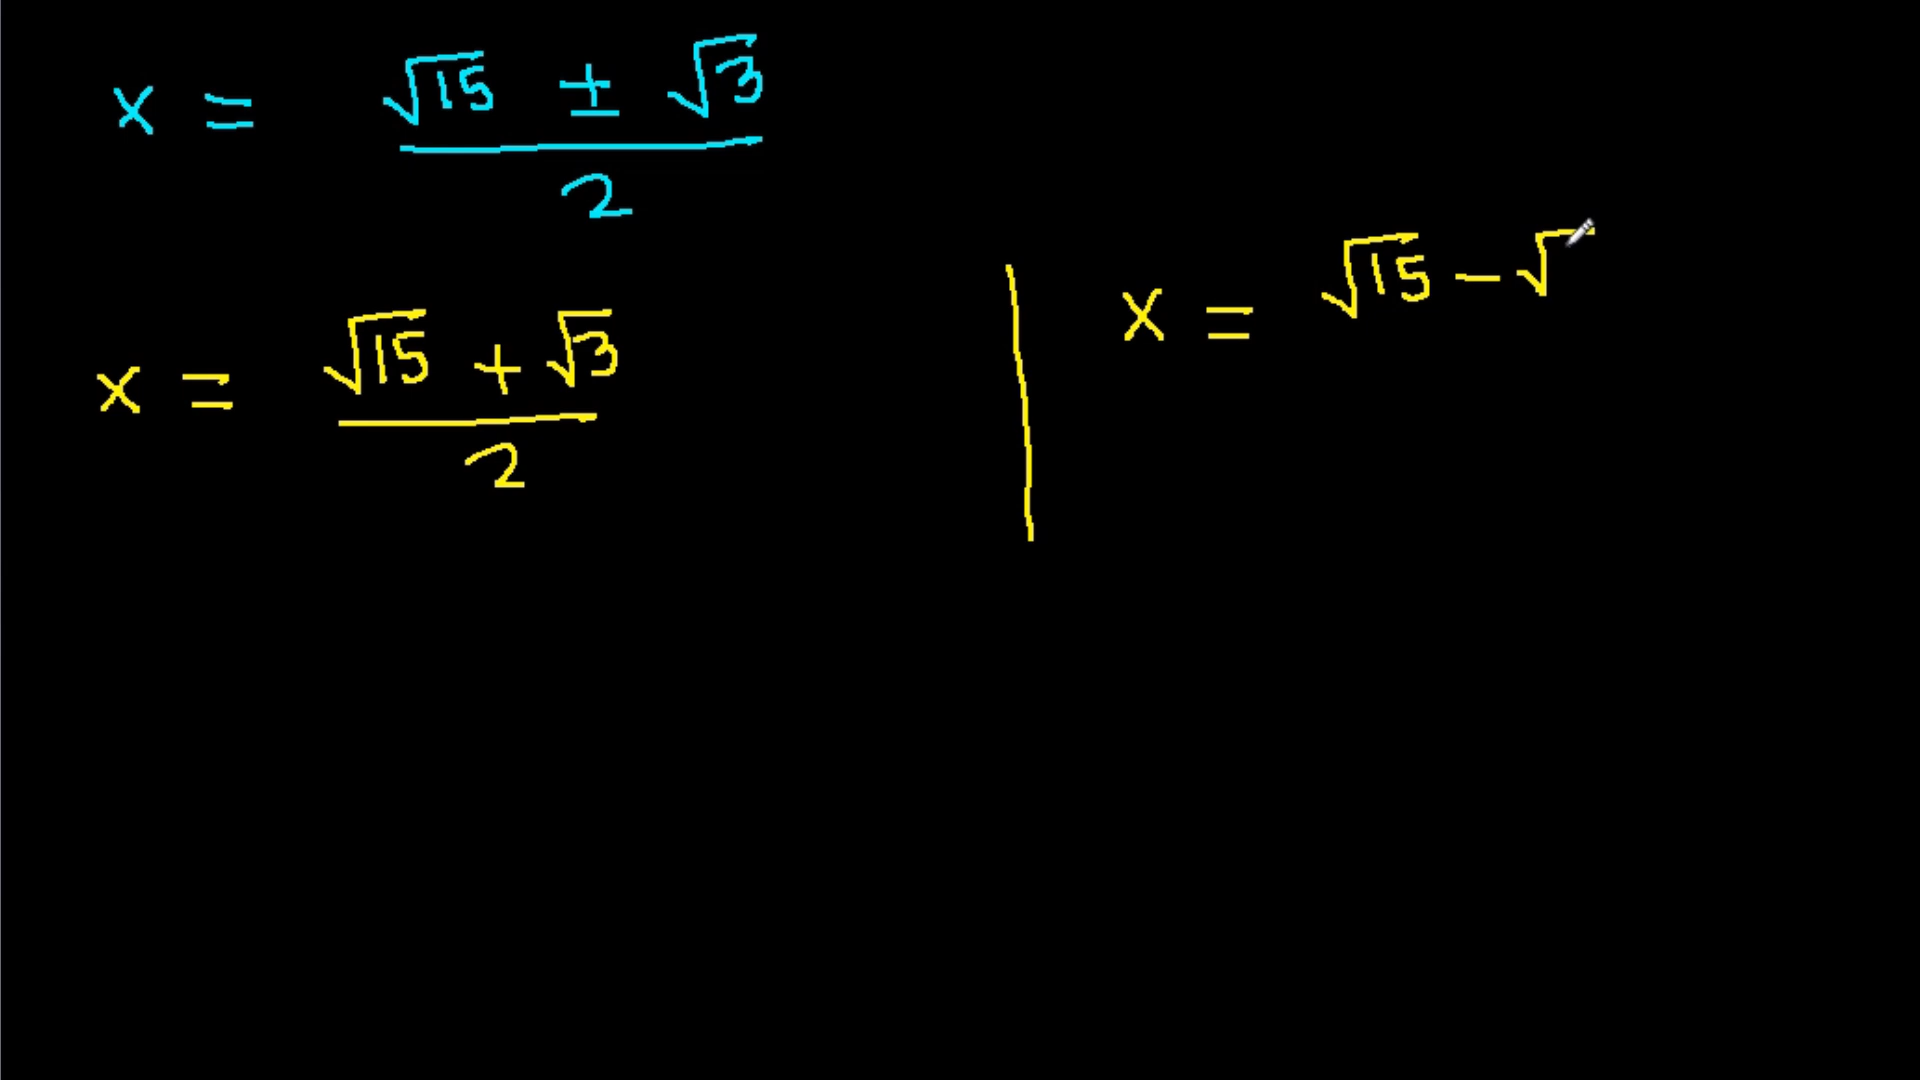 x = (√15 ± √3) / 2
x = (√15 + √3) / 2
x = √15 - √